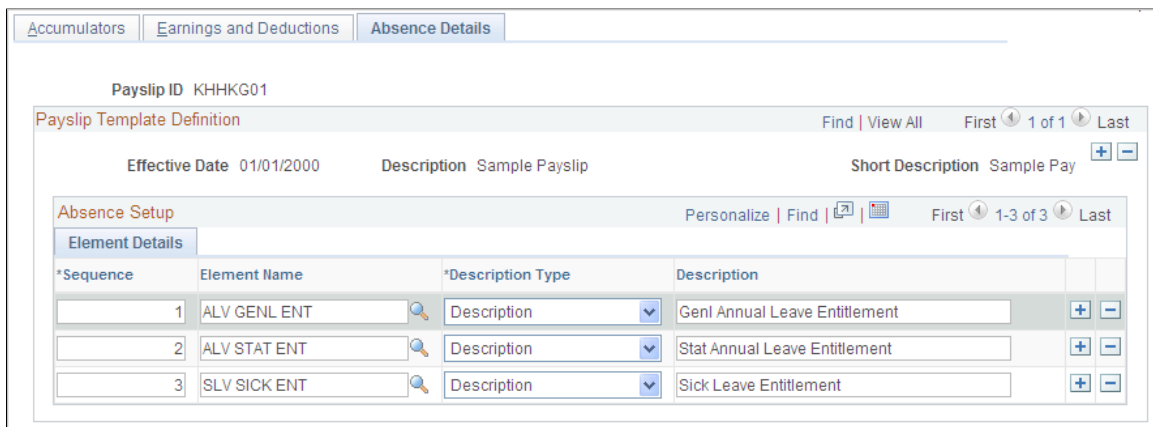 Accumulators Earnings and Deductions Absence Details
Payslip ID KHHKG01
Payslip Template Definition Find | View All First 1 of 1 Last
Effective Date 01/01/2000 Description Sample Payslip Short Description Sample Pay
Absence Setup Personalize | Find | | First 1-3 of 3 Last
Element Details
*Sequence Element Name *Description Type Description
1 ALV GENL ENT Description Genl Annual Leave Entitlement
2 ALV STAT ENT Description Stat Annual Leave Entitlement
3 SLV SICK ENT Description Sick Leave Entitlement